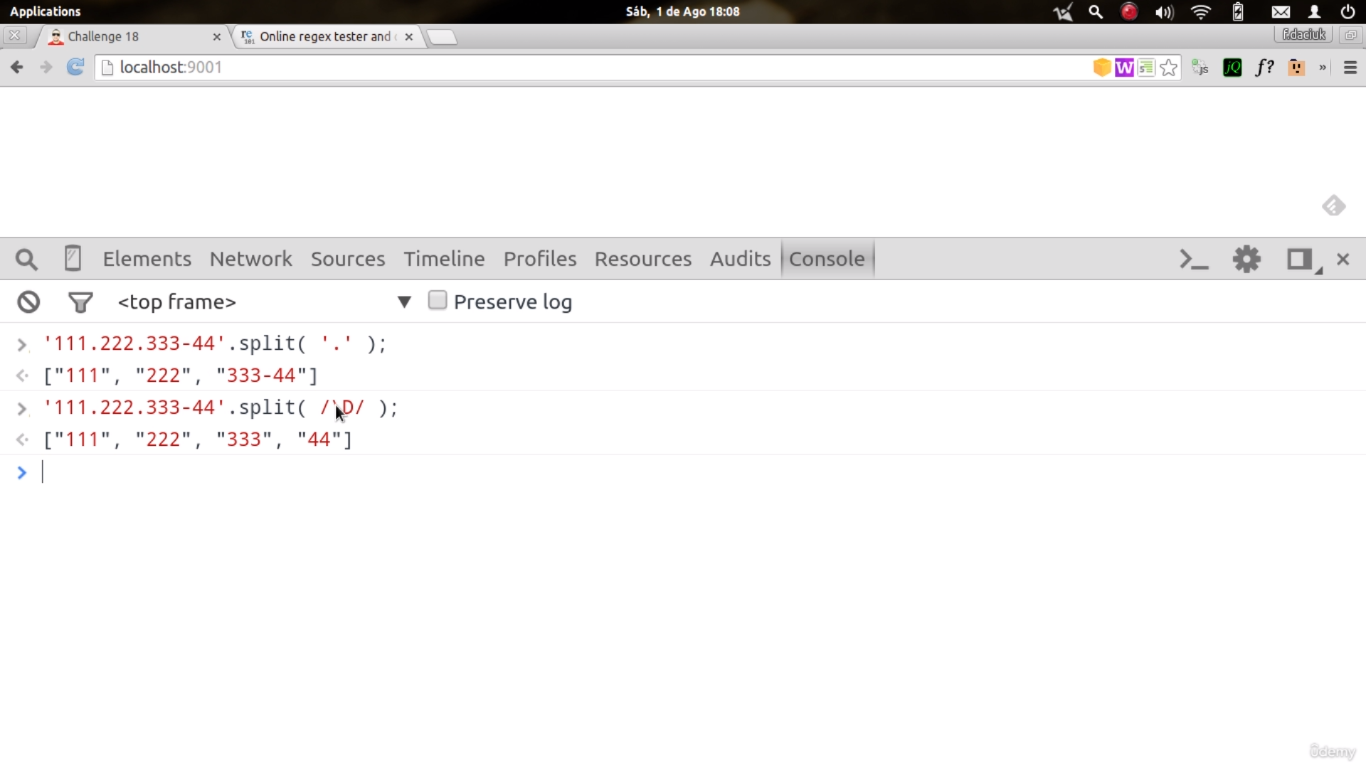 Applications
Sáb, 1 de Ago 18:08
Challenge 18
Online regex tester and
f.daciuk
localhost:9001
W
jQ
f?
»
Elements Network Sources Timeline Profiles Resources Audits Console
<top frame>
Preserve log
'111.222.333-44'.split( '.' );
["111", "222", "333-44"]
'111.222.333-44'.split( /\D/ );
["111", "222", "333", "44"]
ûdemy